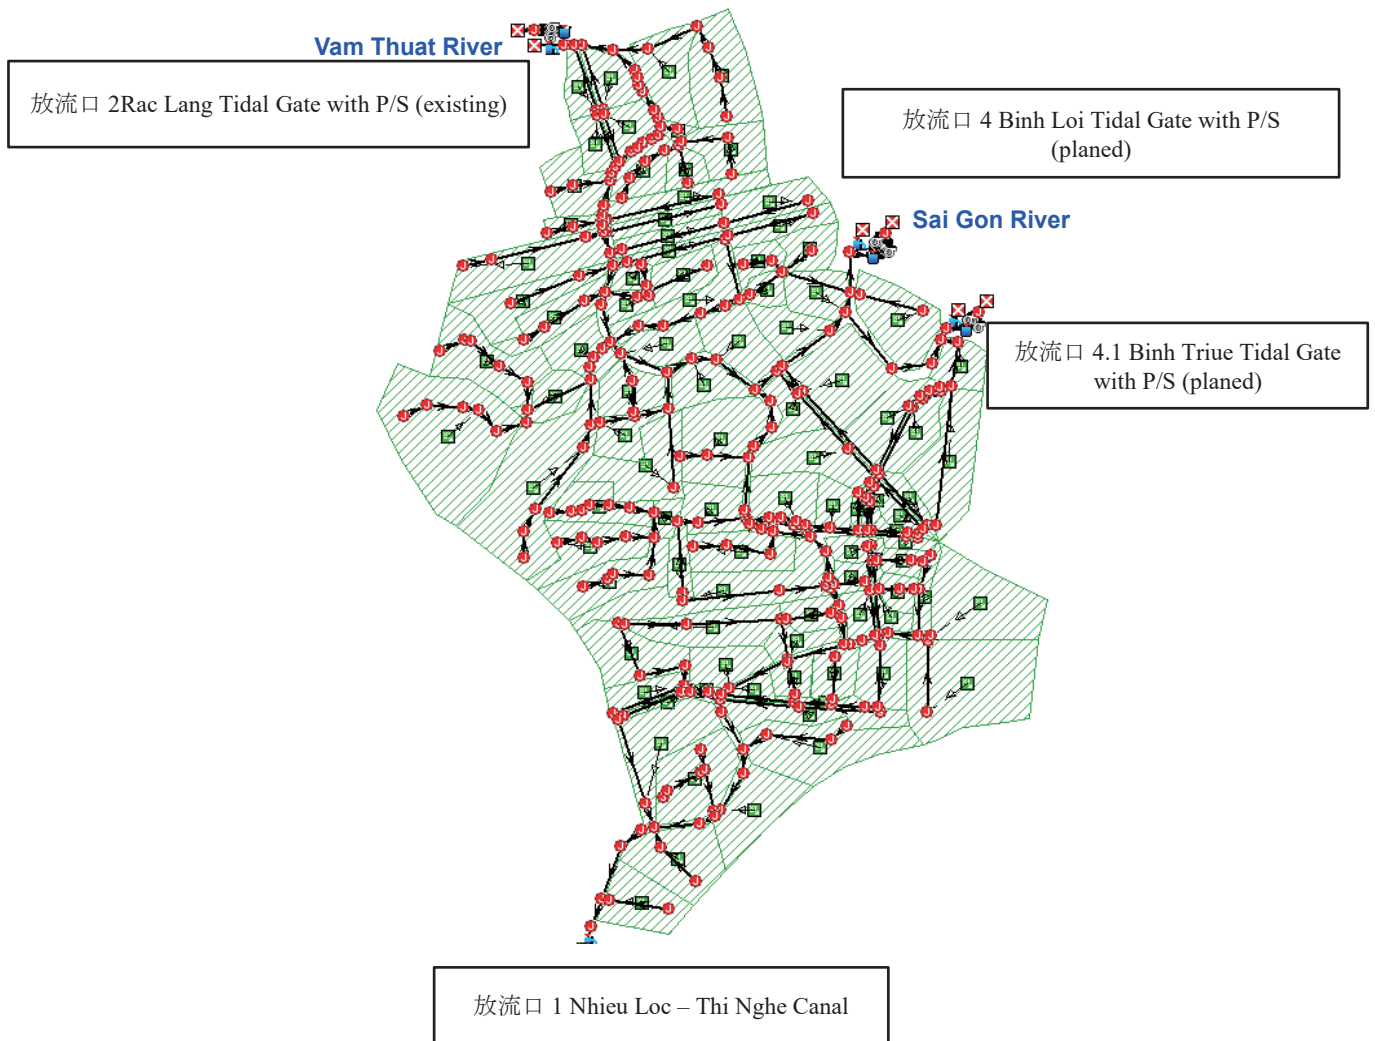 Vam Thuat River
放流口 2Rac Lang Tidal Gate with P/S (existing)
放流口 4 Binh Loi Tidal Gate with P/S
(planed)
Sai Gon River
放流口 4.1 Binh Triue Tidal Gate
with P/S (planed)
放流口 1 Nhieu Loc – Thi Nghe Canal